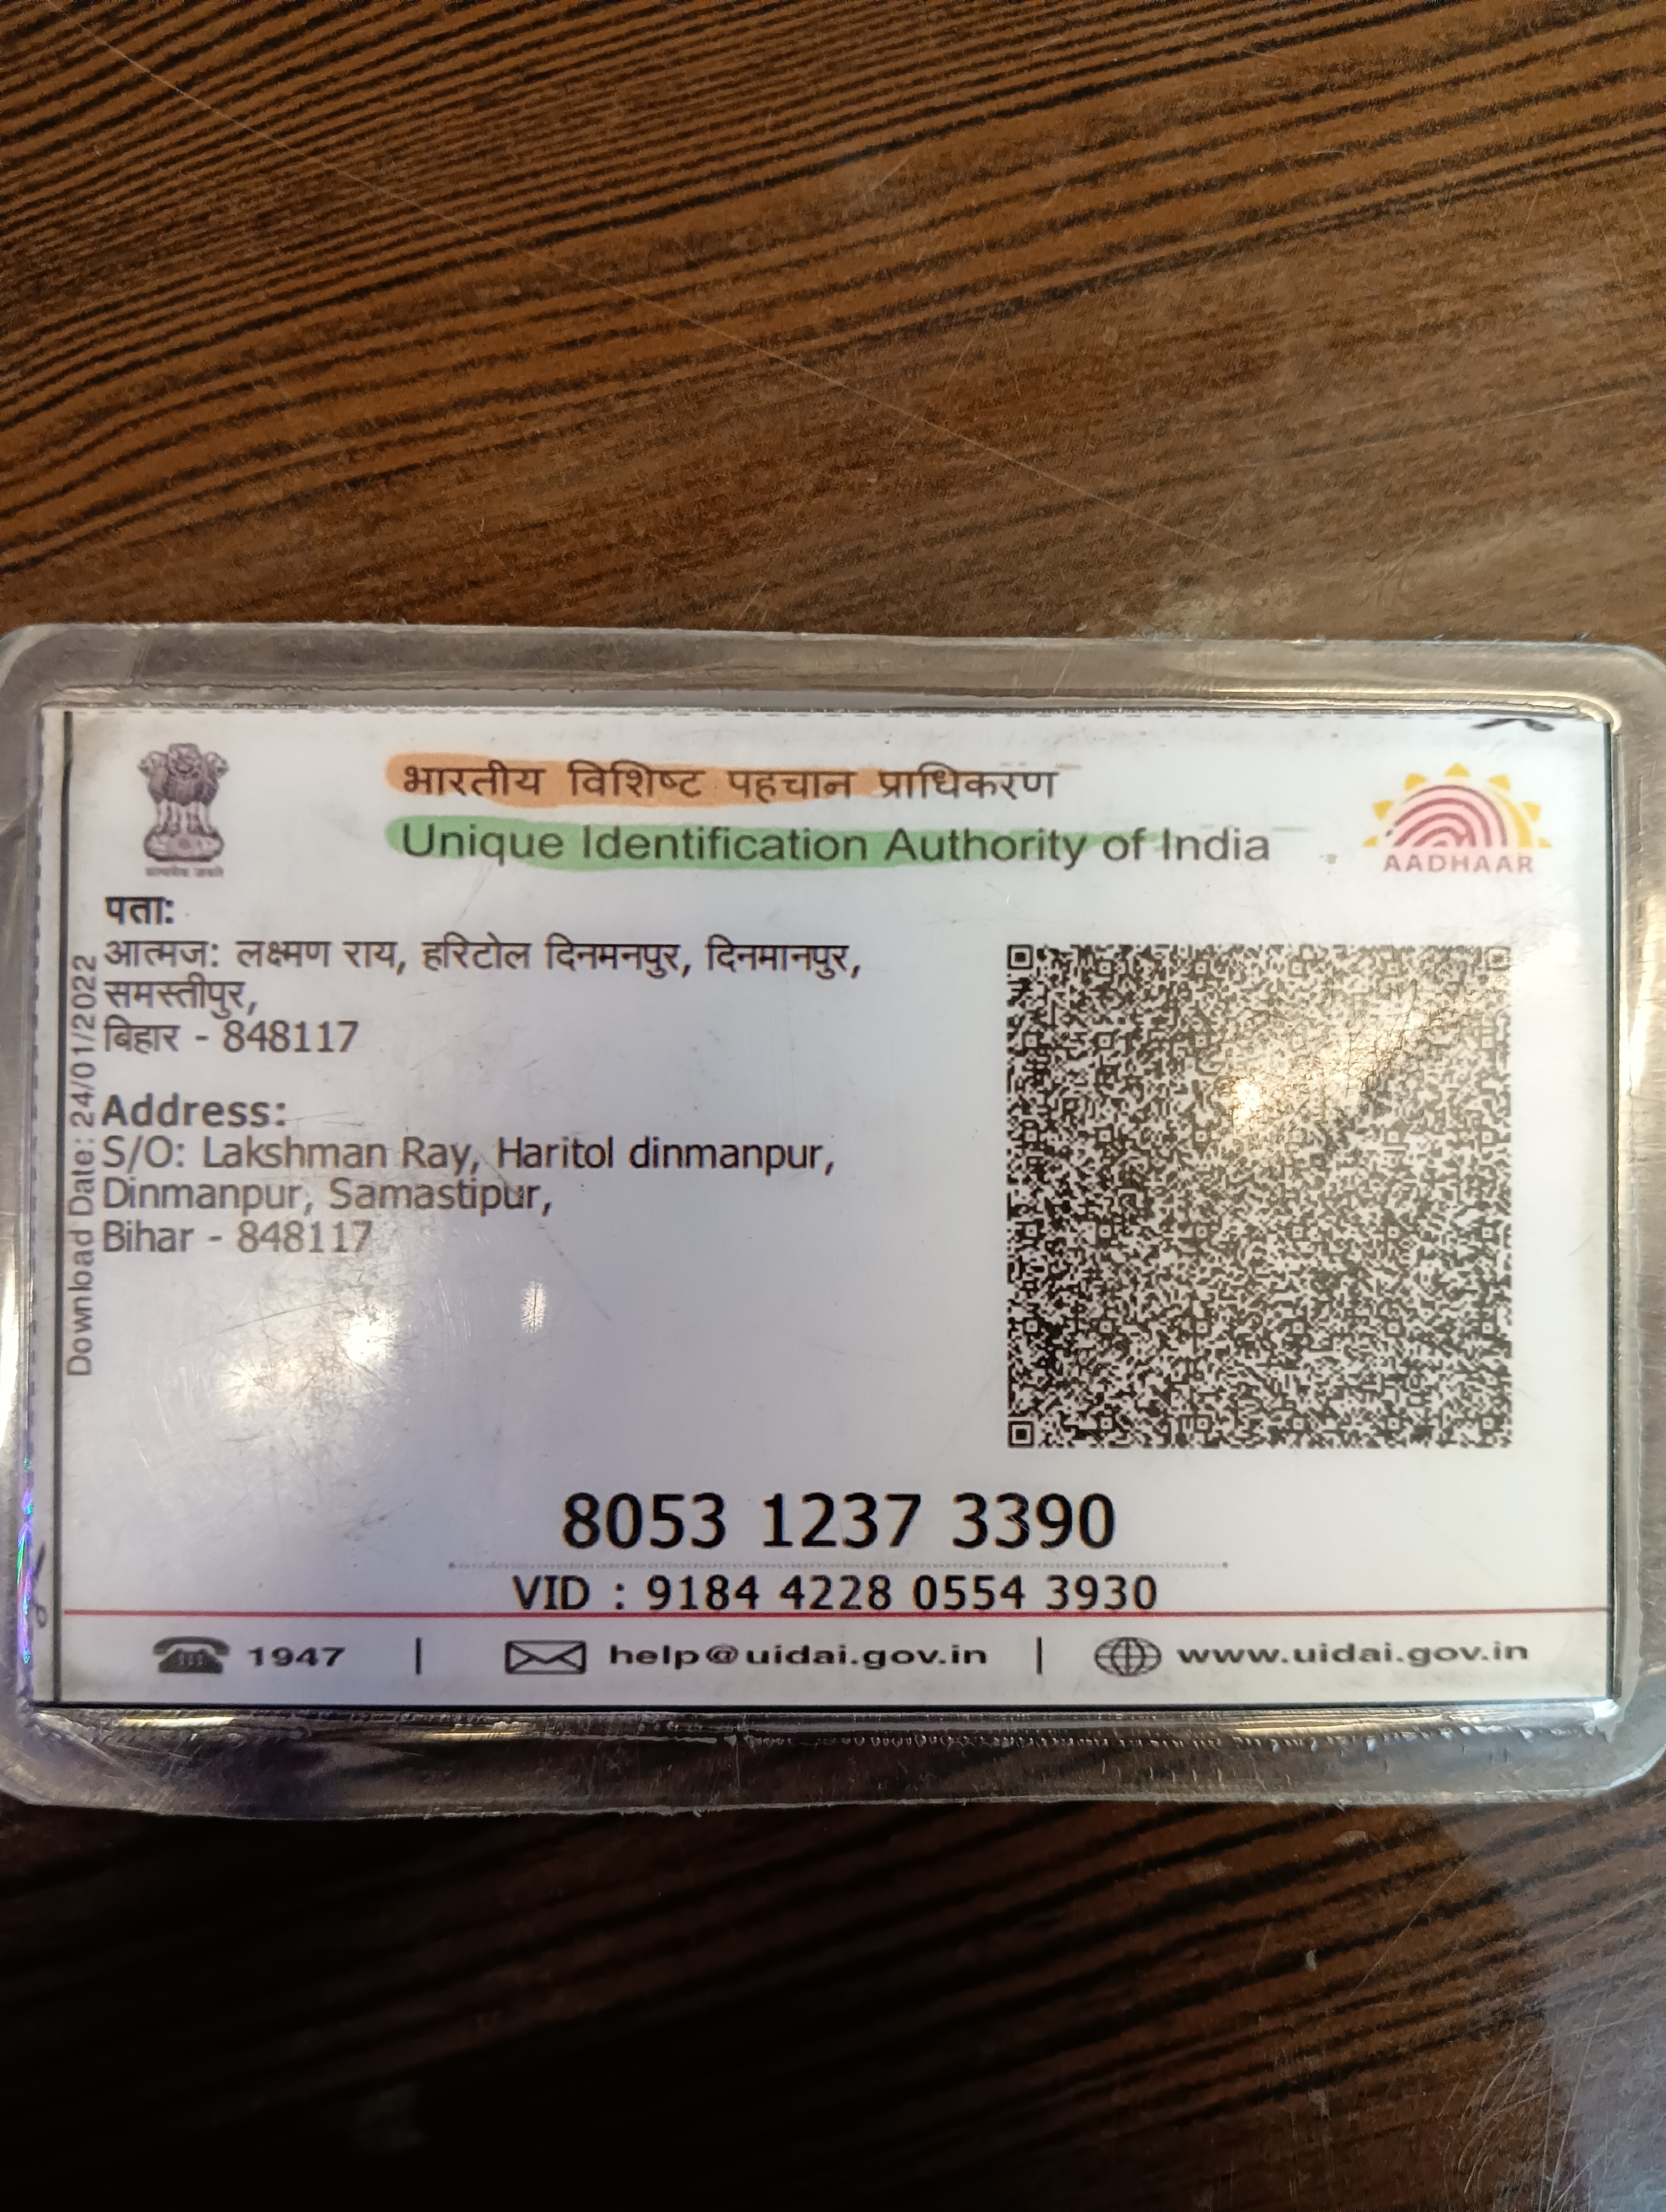 भारतीय विशिष्ट पहचान प्राधिकरण
Unique Identification Authority of India
AADHAAR
पता:
आत्मज: लक्ष्मण राय, हरिटोल दिनमनपुर, दिनमानपुर,
समस्तीपुर,
बिहार - 848117
Address:
S/O: Lakshman Ray, Haritol dinmanpur,
Dinmanpur, Samastipur,
Bihar - 848117
Download Date: 24/01/2022
8053 1237 3390
VID : 9184 4228 0554 3930
1947 | help@uidai.gov.in | www.uidai.gov.in